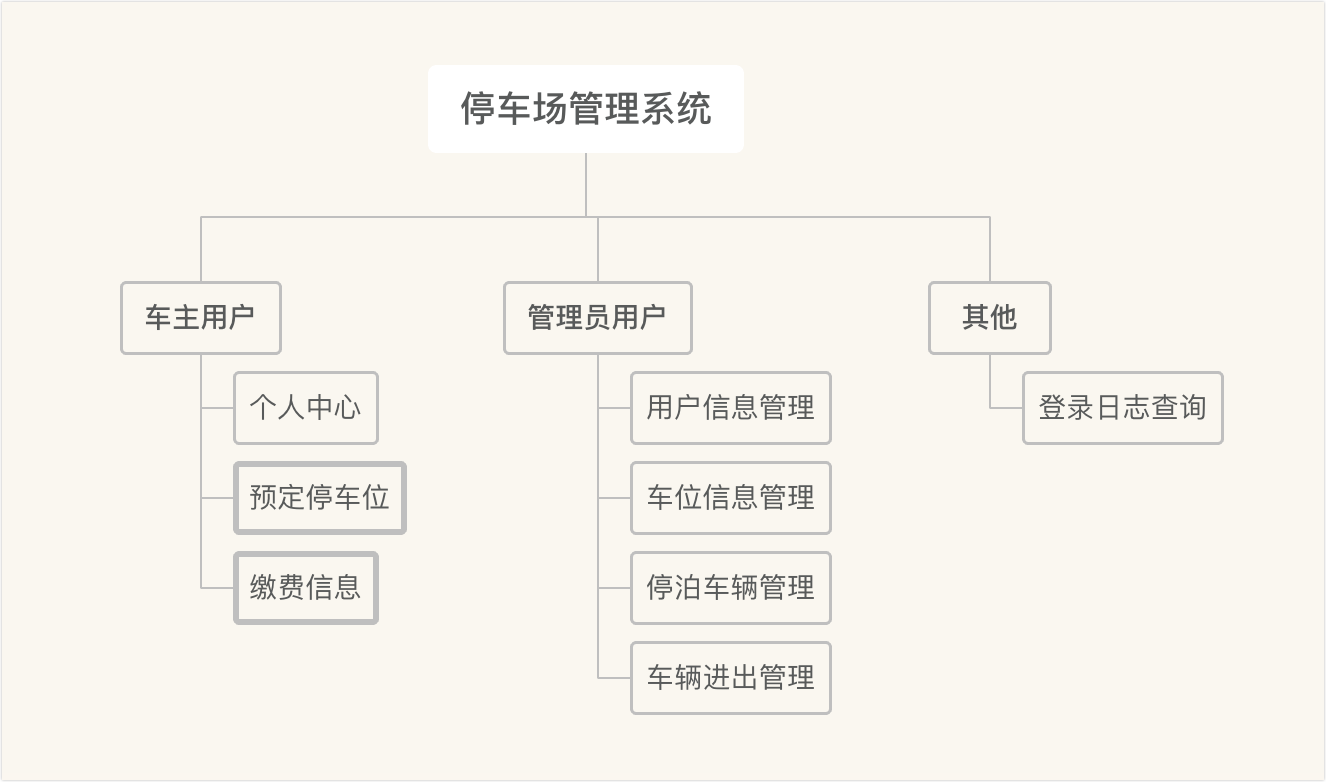 停车场管理系统
车主用户
个人中心
预定停车位
缴费信息
管理员用户
用户信息管理
车位信息管理
停泊车辆管理
车辆进出管理
其他
登录日志查询